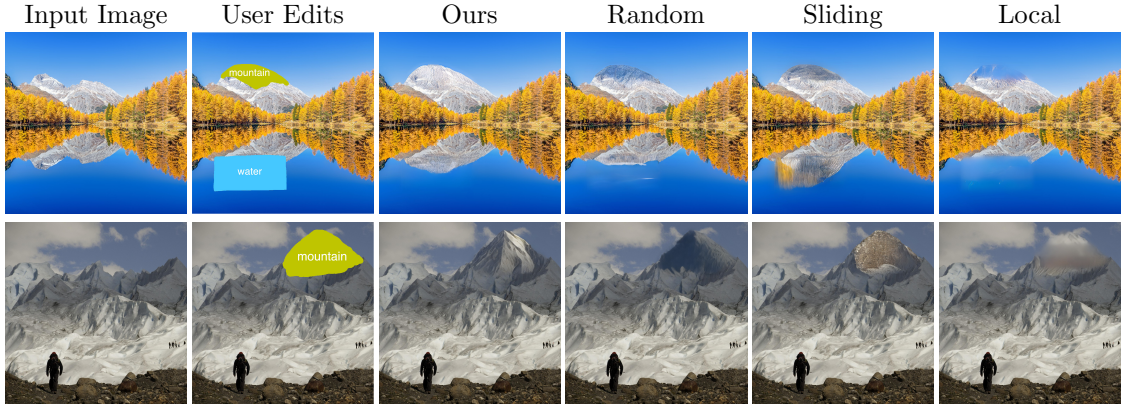 Input Image User Edits Ours Random Sliding Local
mountain
water
mountain